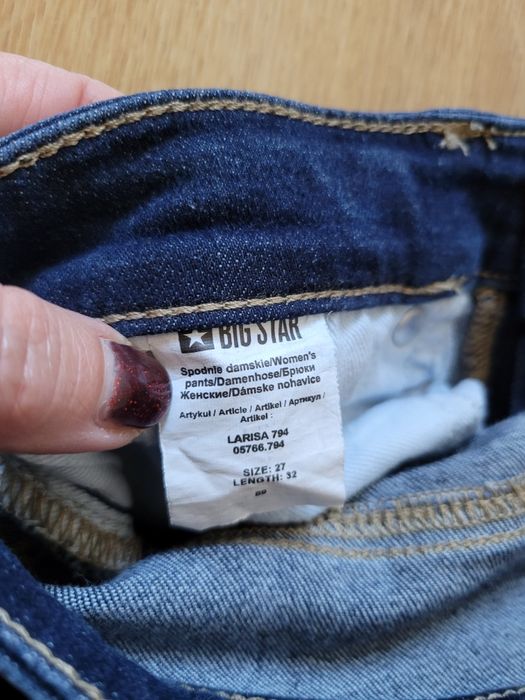 BIG STAR
Spodnie damskie/Women's
pants/Damenhose/Брюки
Женские/Dámske nohavice
Artykuł / Article / Artikel / Артикул /
Artikel :
LARISA 794
05766.794
SIZE: 27
LENGTH: 32